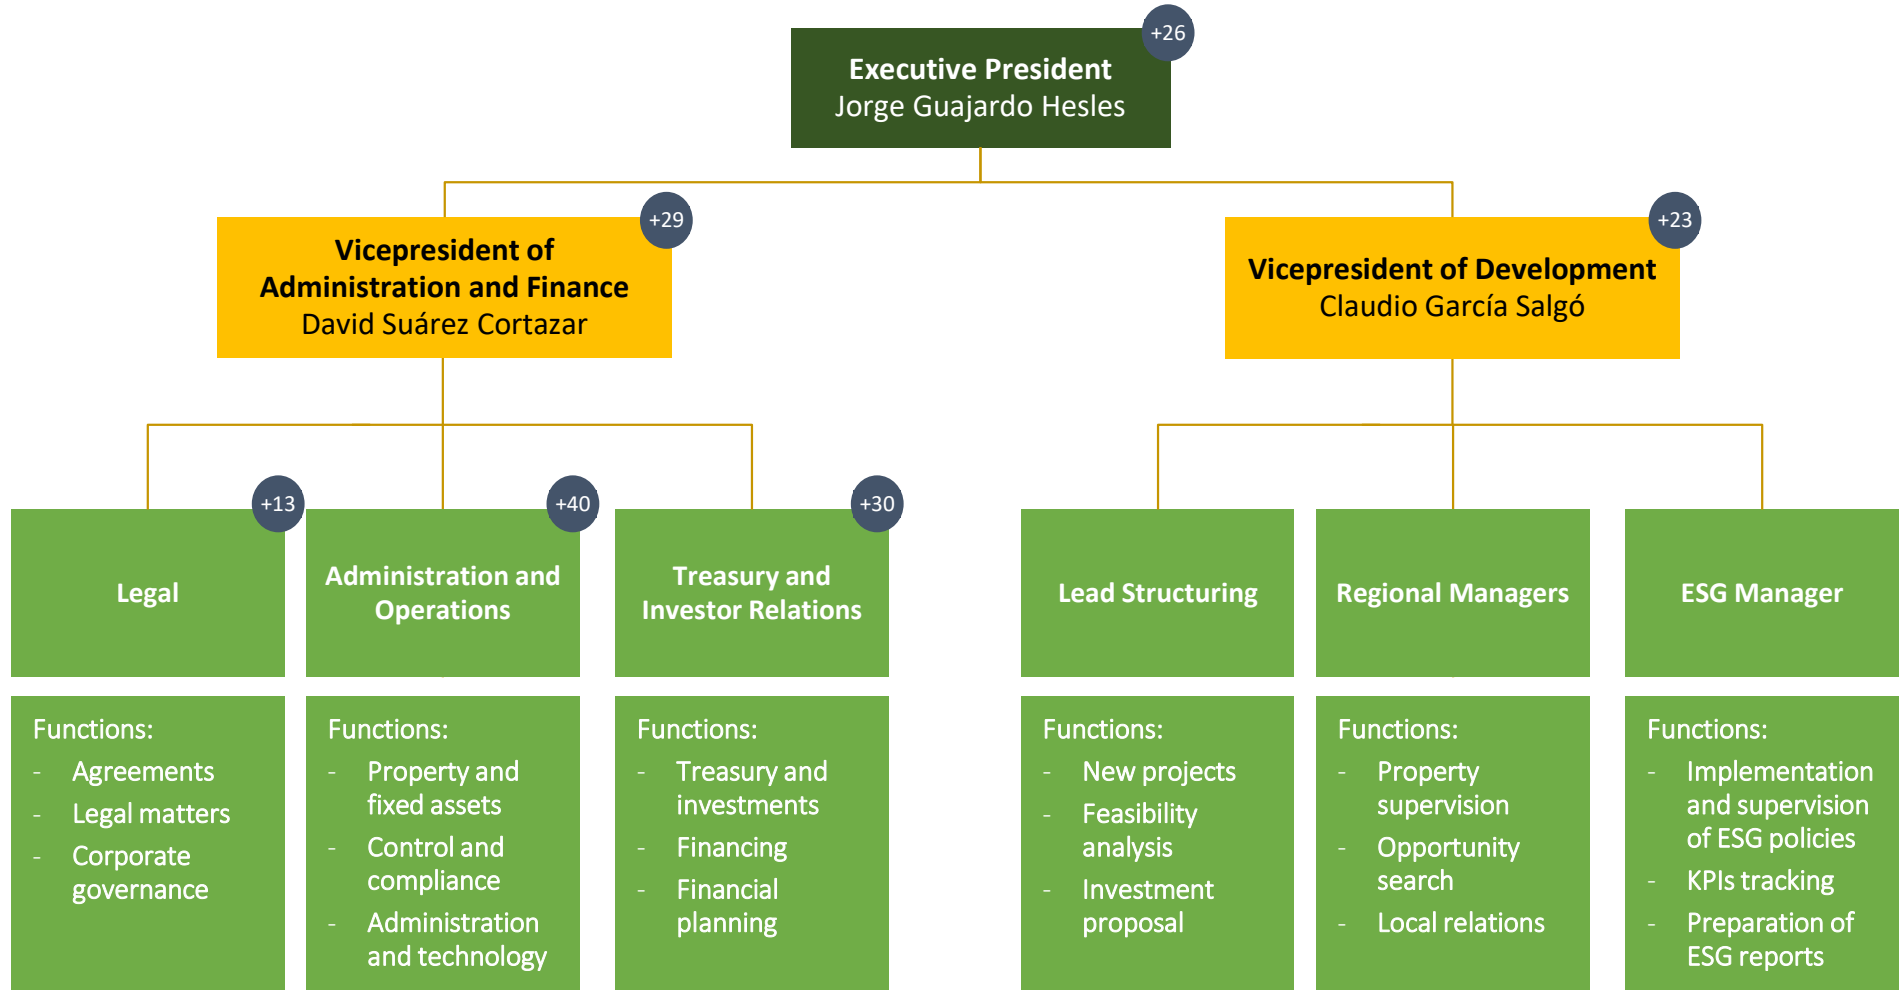 +26
Executive President
Jorge Guajardo Hesles
+29
Vicepresident of
Administration and Finance
David Suárez Cortazar
+23
Vicepresident of Development
Claudio García Salgó
+13
Legal
+40
Administration and
Operations
+30
Treasury and
Investor Relations
Lead Structuring
Regional Managers
ESG Manager
Functions:
- Agreements
- Legal matters
- Corporate
governance
Functions:
- Property and
fixed assets
- Control and
compliance
- Administration
and technology
Functions:
- Treasury and
investments
- Financing
- Financial
planning
Functions:
- New projects
- Feasibility
analysis
- Investment
proposal
Functions:
- Property
supervision
- Opportunity
search
- Local relations
Functions:
- Implementation
and supervision
of ESG policies
- KPIs tracking
- Preparation of
ESG reports